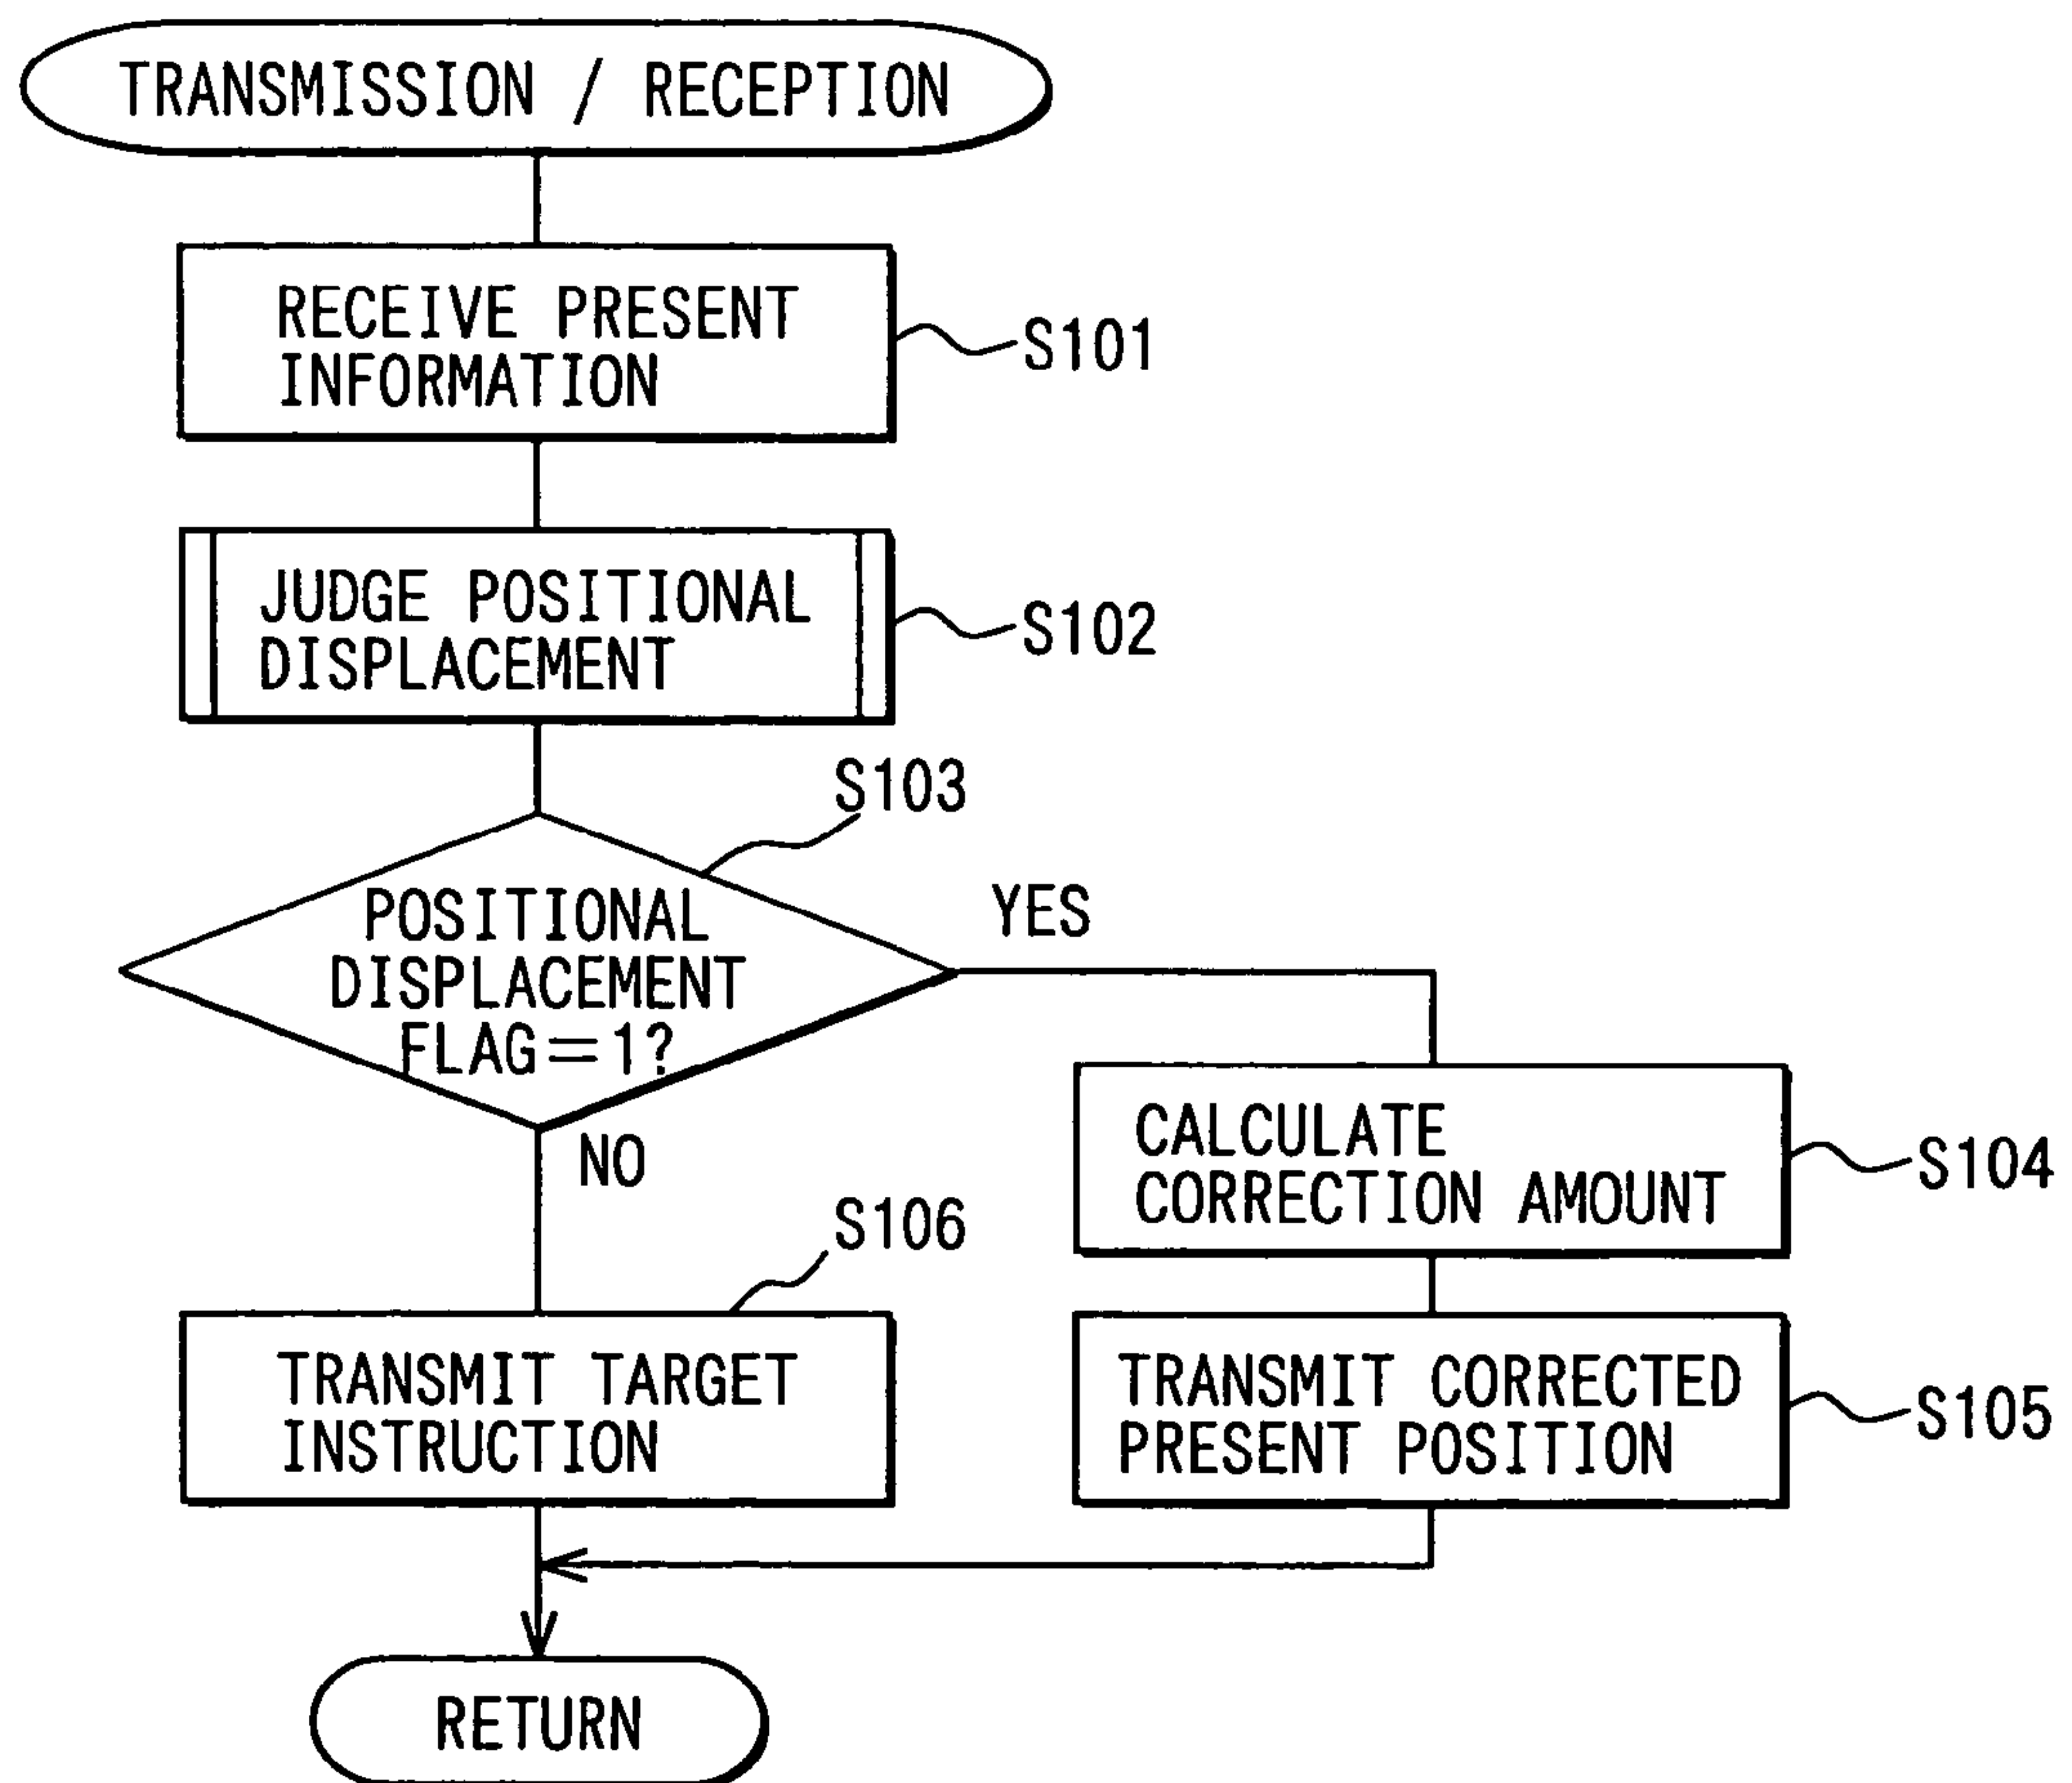 TRANSMISSION / RECEPTION
RECEIVE PRESENT
INFORMATION
S101
JUDGE POSITIONAL
DISPLACEMENT
S102
S103
POSITIONAL
DISPLACEMENT
FLAG=1?
YES
NO
CALCULATE
CORRECTION AMOUNT
S104
S106
TRANSMIT TARGET
INSTRUCTION
TRANSMIT CORRECTED
PRESENT POSITION
S105
RETURN